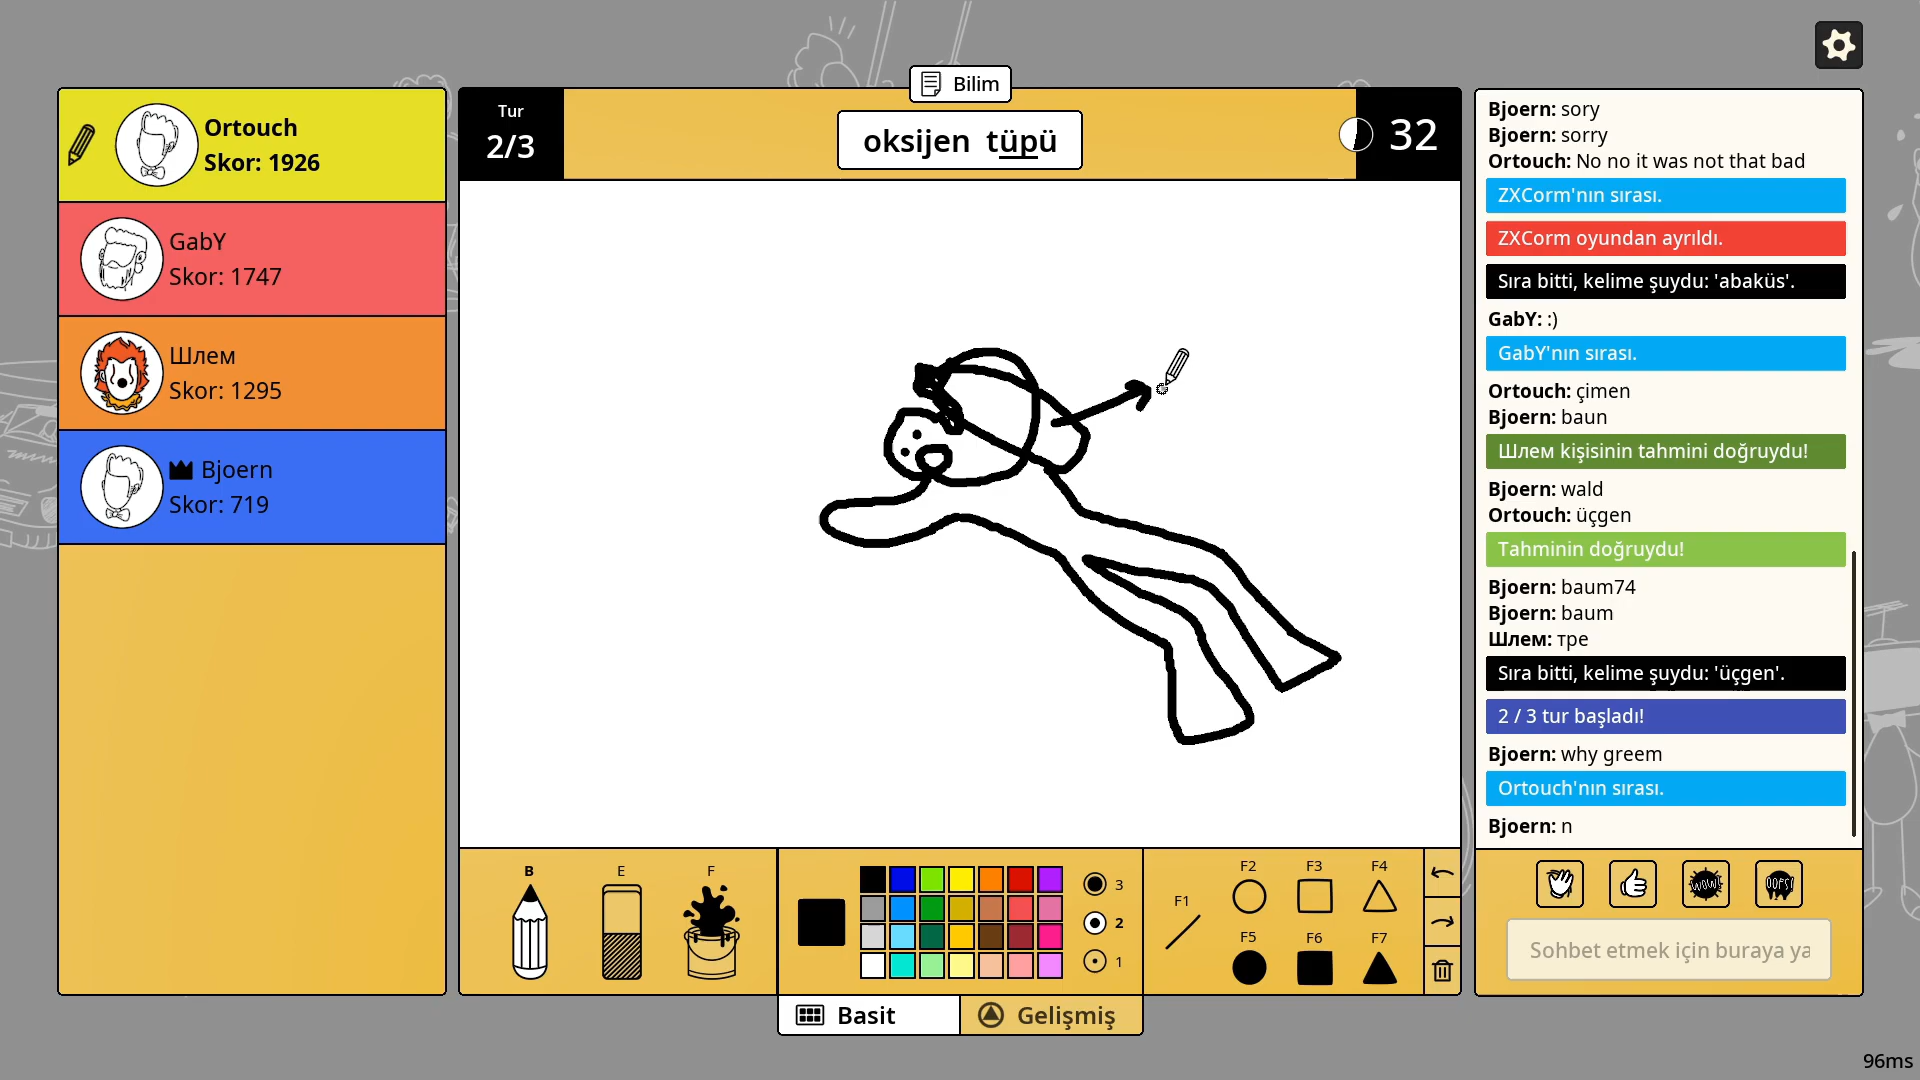 Ortouch
Skor: 1926
GabY
Skor: 1747
Шлем
Skor: 1295
Bjoern
Skor: 719
Tur
2/3
Bilim
oksijen tüpü
32
Bjoern: sory
Bjoern: sorry
Ortouch: No no it was not that bad
ZXCorm'nın sırası.
ZXCorm oyundan ayrıldı.
Sıra bitti, kelime şuydu: 'abaküs'.
GabY: :)
GabY'nın sırası.
Ortouch: çimen
Bjoern: baun
Шлем kişisinin tahmini doğruydu!
Bjoern: wald
Ortouch: üçgen
Tahminin doğruydu!
Bjoern: baum74
Bjoern: baum
Шлем: тре
Sıra bitti, kelime şuydu: 'üçgen'.
2 / 3 tur başladı!
Bjoern: why greem
Ortouch'nın sırası.
Bjoern: n
WOW!
OOPS!
Sohbet etmek için buraya ya
B
E
F
3
2
1
F1
F2
F3
F4
F5
F6
F7
Basit
Gelişmiş
96ms